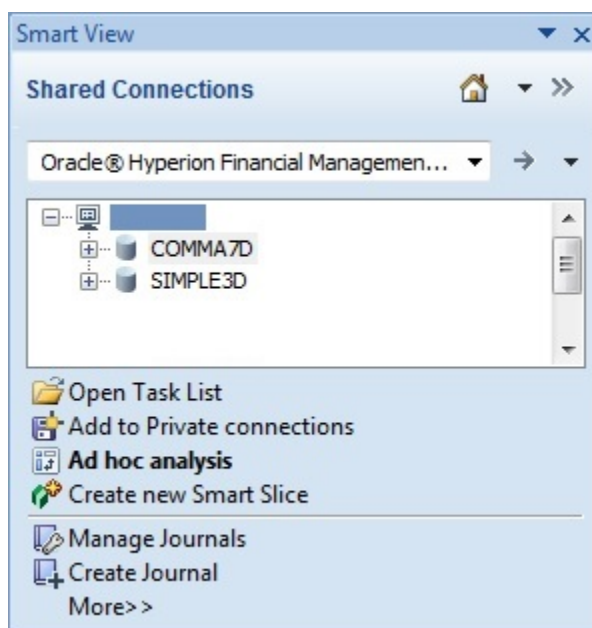 Smart View
Shared Connections
Oracle® Hyperion Financial Managemen...
COMMA7D
SIMPLE3D
Open Task List
Add to Private connections
Ad hoc analysis
Create new Smart Slice
Manage Journals
Create Journal
More>>